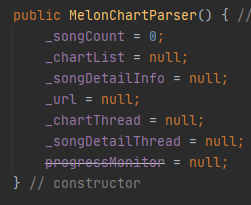 public MelonChartParser() { //
_songCount = 0;
_chartList = null;
_songDetailInfo = null;
_url = null;
_chartThread = null;
_songDetailThread = null;
progressMonitor = null;
} // constructor